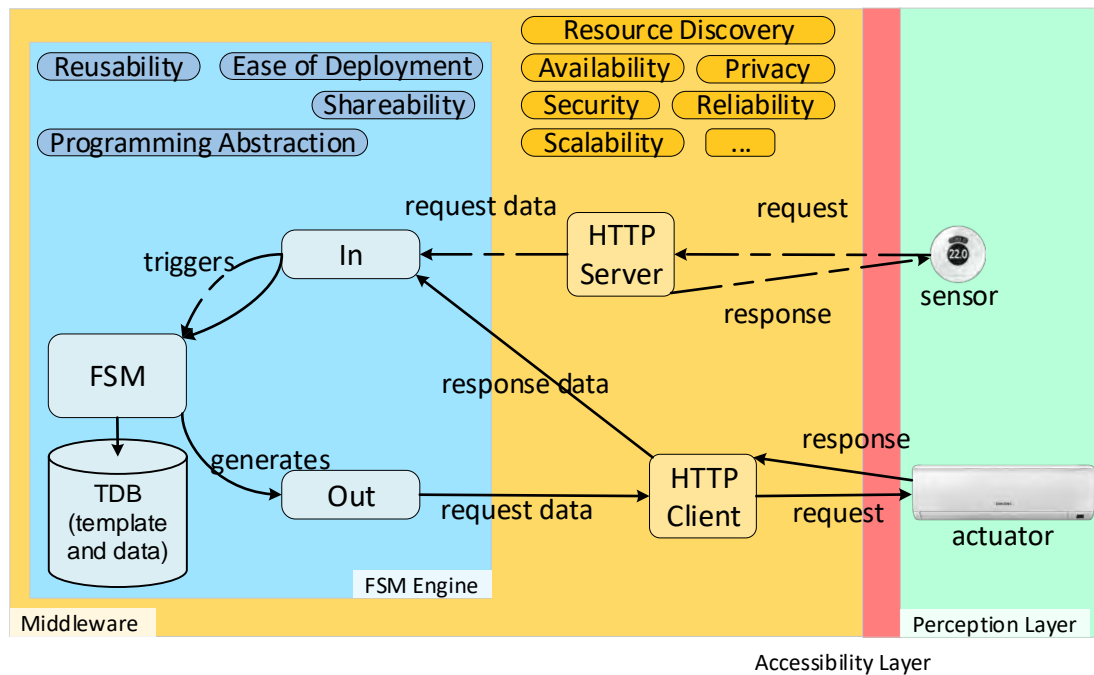 Resource Discovery
Reusability
Ease of Deployment
Availability
Privacy
Shareability
Security
Reliability
Programming Abstraction
Scalability
...
request data
request
triggers
In
HTTP
Server
22.0
sensor
response
FSM
response data
response
generates
TDB
(template
and data)
Out
request data
HTTP
Client
request
actuator
FSM Engine
Middleware
Perception Layer
Accessibility Layer